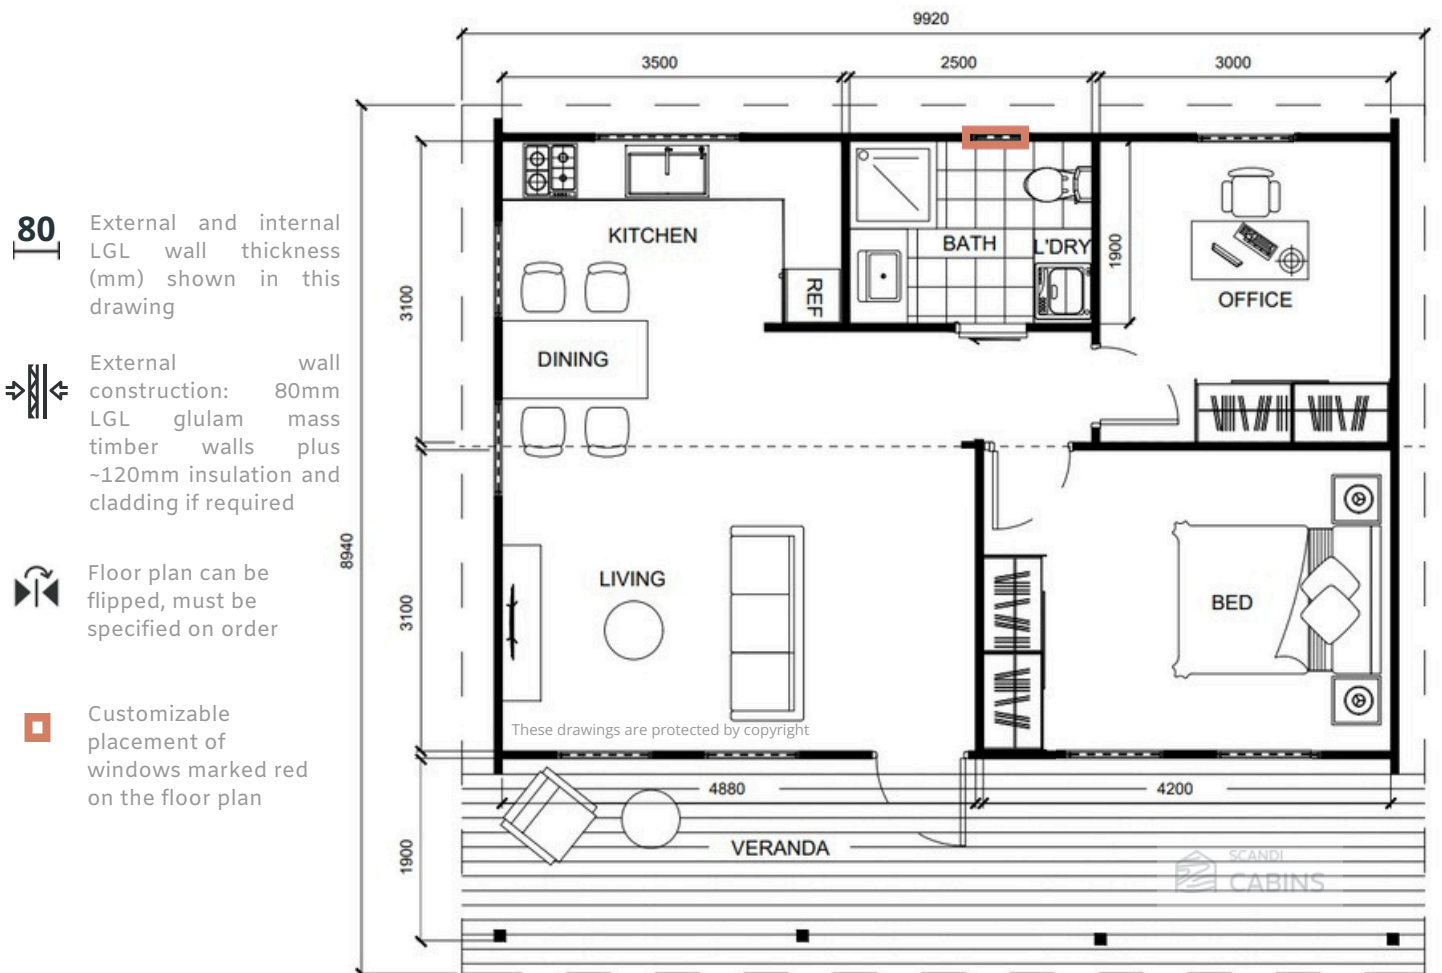 9920
3500
2500
3000
80
External and internal
LGL wall thickness
(mm) shown in this
drawing
External wall
construction: 80mm
LGL glulam mass
timber walls plus
~120mm insulation and
cladding if required
Floor plan can be
flipped, must be
specified on order
Customizable
placement of
windows marked red
on the floor plan
8940
3100
3100
1900
KITCHEN
REF
DINING
BATH
L'DRY
1900
OFFICE
LIVING
BED
These drawings are protected by copyright
4880
4200
VERANDA
SCANDI
CABINS